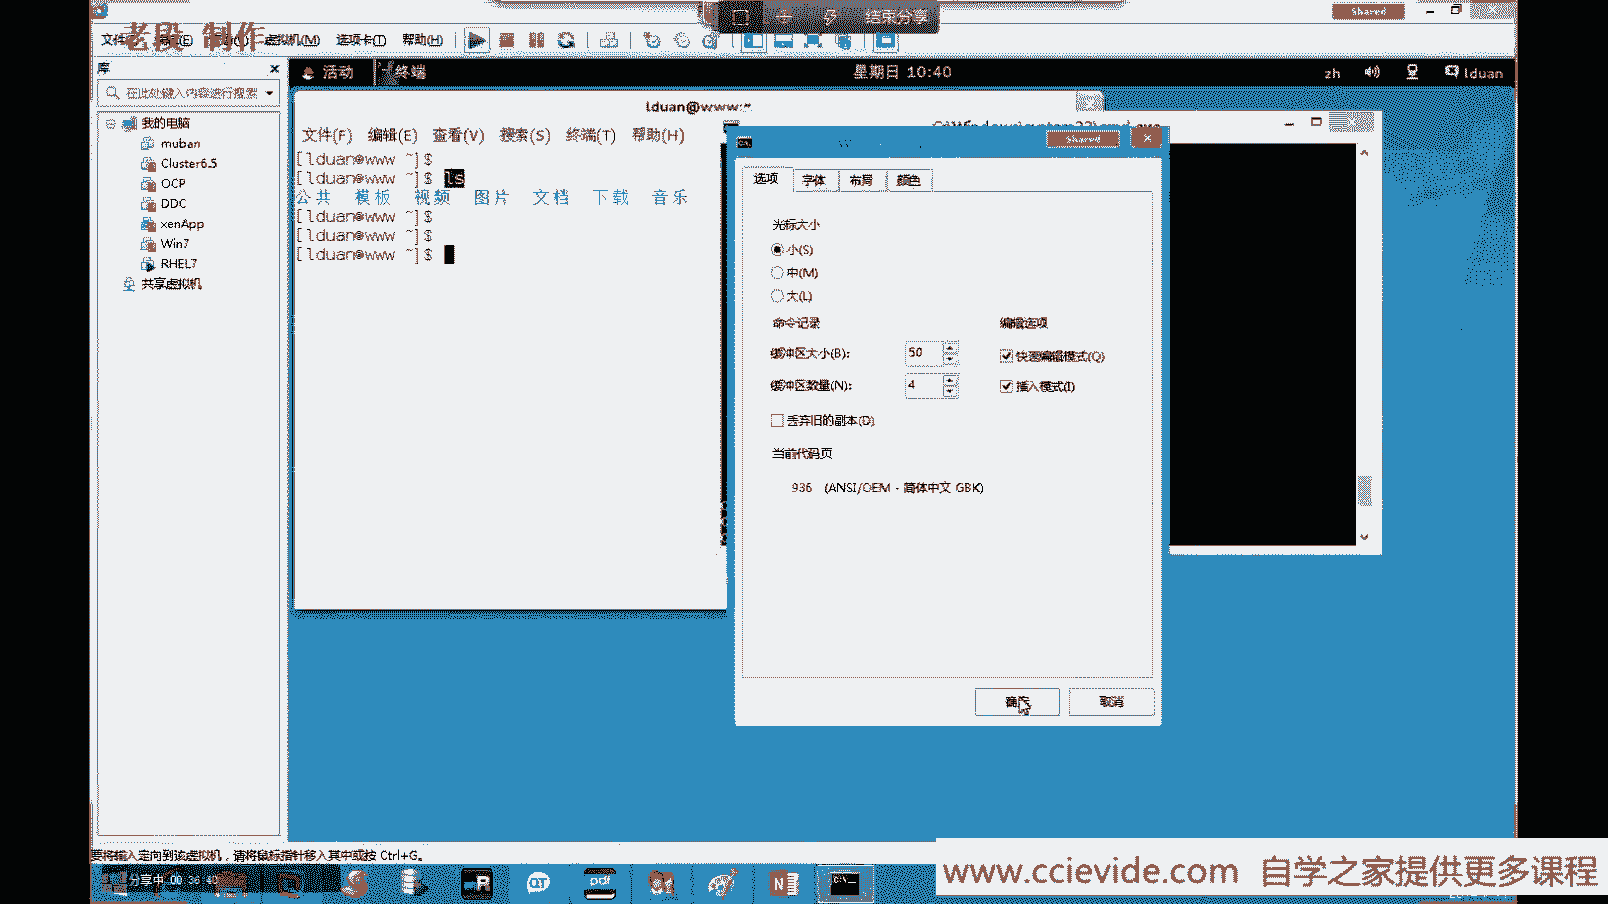 结束分享
Shared
老段 制作
虚拟机(M) 选项卡(T) 帮助(H)
库
在此处键入内容进行搜索
我的电脑
muban
Cluster6.5
OCP
DDC
xenApp
Win7
RHEL7
共享虚拟机
活动
终端
星期日 10:40
zh
lduan
lduan@www:~
文件(F) 编辑(E) 查看(V) 搜索(S) 终端(T) 帮助(H)
[lduan@www ~]$
[lduan@www ~]$ ls
公共 模板 视频 图片 文档 下载 音乐
[lduan@www ~]$
[lduan@www ~]$
[lduan@www ~]$
C:\Windows\system32\cmd.exe
Shared
选项 字体 布局 颜色
光标大小
小(S)
中(M)
大(L)
命令记录
缓冲区大小(B): 50
缓冲区数量(N): 4
丢弃旧的副本(D)
编辑选项
快速编辑模式(Q)
插入模式(I)
当前代码页
936 (ANSI/OEM - 简体中文 GBK)
确定
取消
要将输入定向到该虚拟机，请将鼠标指针移入其中或按 Ctrl+G。
分享中
www.ccievide.com 自学之家提供更多课程